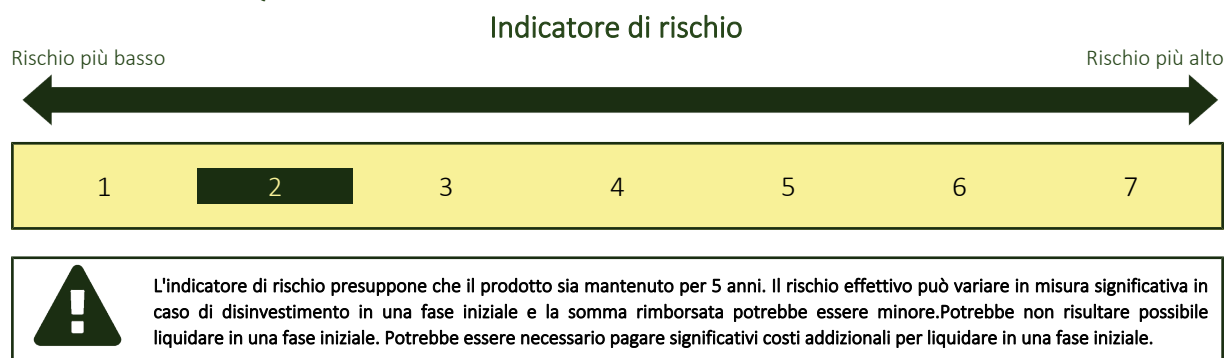 Indicatore di rischio
Rischio più basso
Rischio più alto
1 2 3 4 5 6 7
L'indicatore di rischio presuppone che il prodotto sia mantenuto per 5 anni. Il rischio effettivo può variare in misura significativa in
caso di disinvestimento in una fase iniziale e la somma rimborsata potrebbe essere minore.Potrebbe non risultare possibile
liquidare in una fase iniziale. Potrebbe essere necessario pagare significativi costi addizionali per liquidare in una fase iniziale.